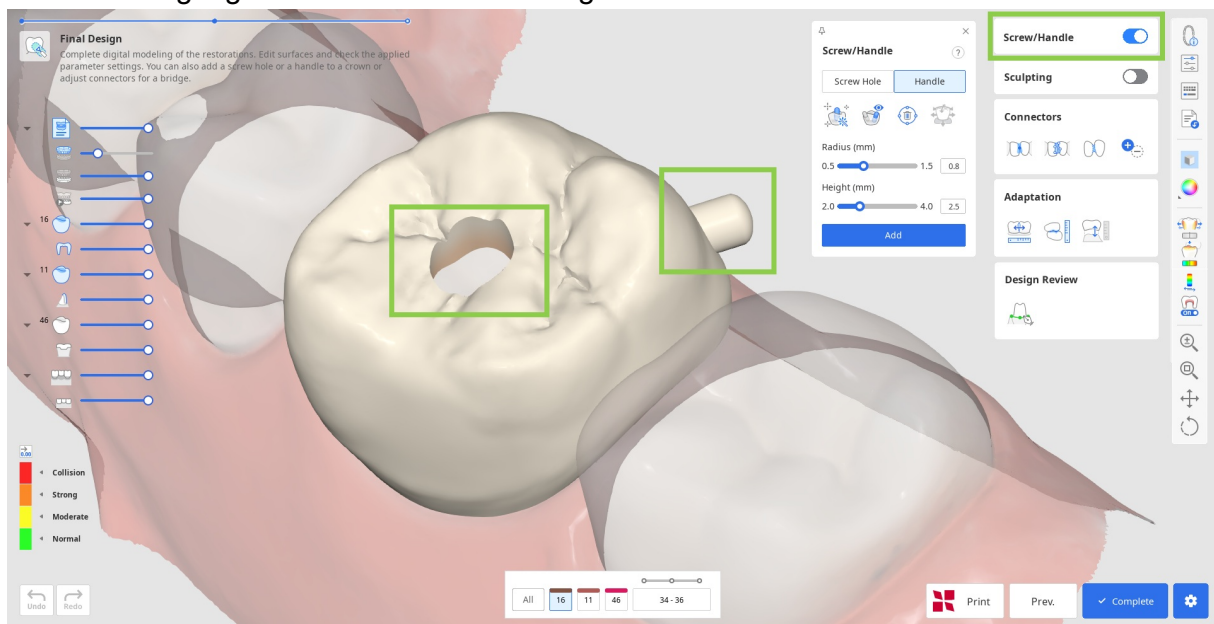 Final Design
Complete digital modeling of the restorations. Edit surfaces and check the applied
parameter settings. You can also add a screw hole or a handle to a crown or
adjust connectors for a bridge.
16
11
46
0.00
Collision
Strong
Moderate
Normal
Undo
Redo
Screw/Handle
?
Screw Hole
Handle
Radius (mm)
0.5
1.5
0.8
Height (mm)
2.0
4.0
2.5
Add
Screw/Handle
Sculpting
Connectors
Adaptation
Design Review
ON
All
16
11
46
34 - 36
Print
Prev.
Complete